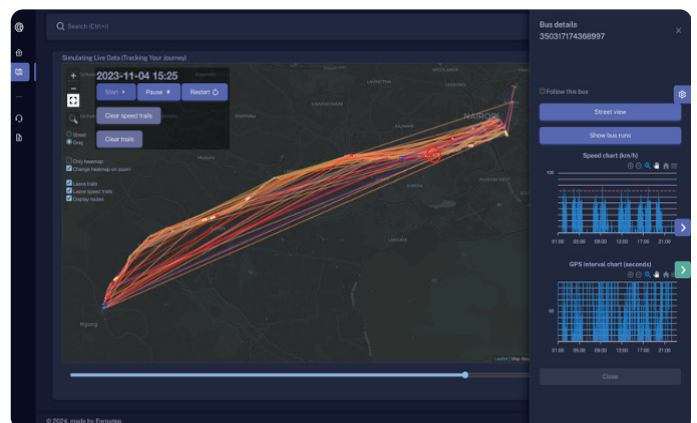 Search (Ctrl+/)
Simulating Live Data (Tracking Your Journey)
2023-11-04 15:25
Start
Pause
Restart
Clear speed trails
Clear trails
Street
Gray
Only heatmap
Change heatmap on zoom
Leave trails
Leave speed trails
Display routes
NAIROBI
Ngong
Leaflet
© 2024, made by
Bus details
350317174368997
Follow this bus
Street view
Show bus runs
Speed chart (km/h)
100
01:00 05:00 09:00 13:00 17:00 21:00
GPS interval chart (seconds)
50
01:00 05:00 09:00 13:00 17:00 21:00
Close